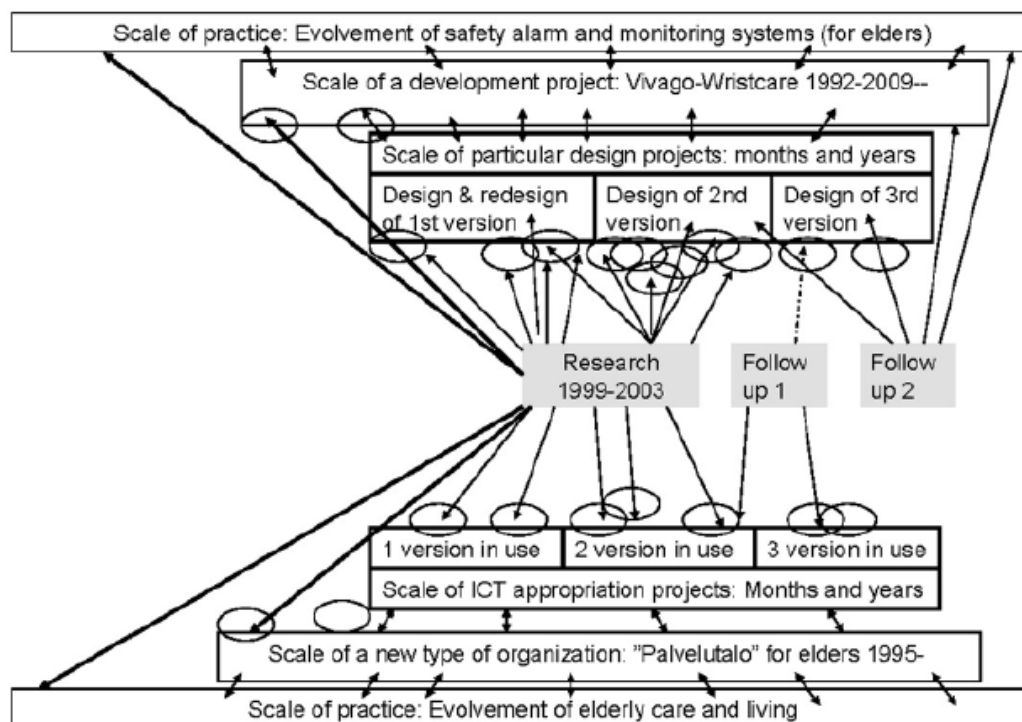 Scale of practice: Evolvement of safety alarm and monitoring systems (for elders)
Scale of a development project: Vivago-Wristcare 1992-2009--
Scale of particular design projects: months and years
Design & redesign
of 1st version
Design of 2nd
version
Design of 3rd
version
Research
1999-2003
Follow
up 1
Follow
up 2
1 version in use
2 version in use
3 version in use
Scale of ICT appropriation projects: Months and years
Scale of a new type of organization: "Palvelutalo" for elders 1995-
Scale of practice: Evolvement of elderly care and living